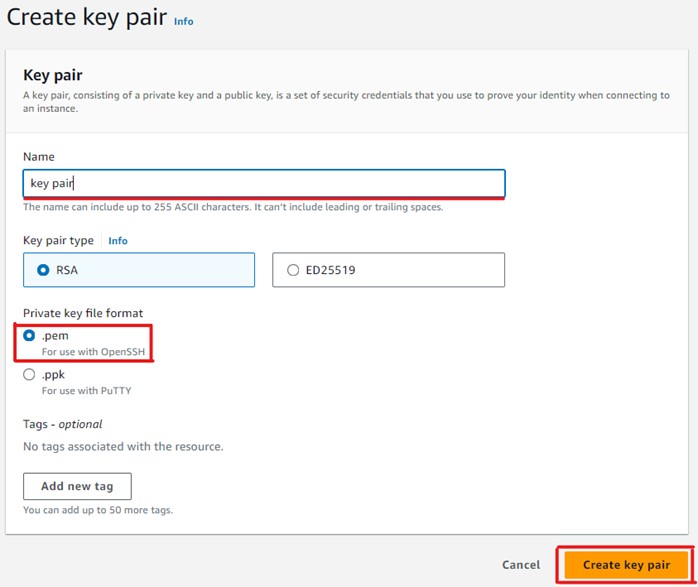 Create key pair Info
Key pair
A key pair, consisting of a private key and a public key, is a set of security credentials that you use to prove your identity when connecting to
an instance.
Name
key pair
The name can include up to 255 ASCII characters. It can't include leading or trailing spaces.
Key pair type Info
RSA ED25519
Private key file format
.pem
For use with OpenSSH
.ppk
For use with PuTTY
Tags - optional
No tags associated with the resource.
Add new tag
You can add up to 50 more tags.
Cancel Create key pair